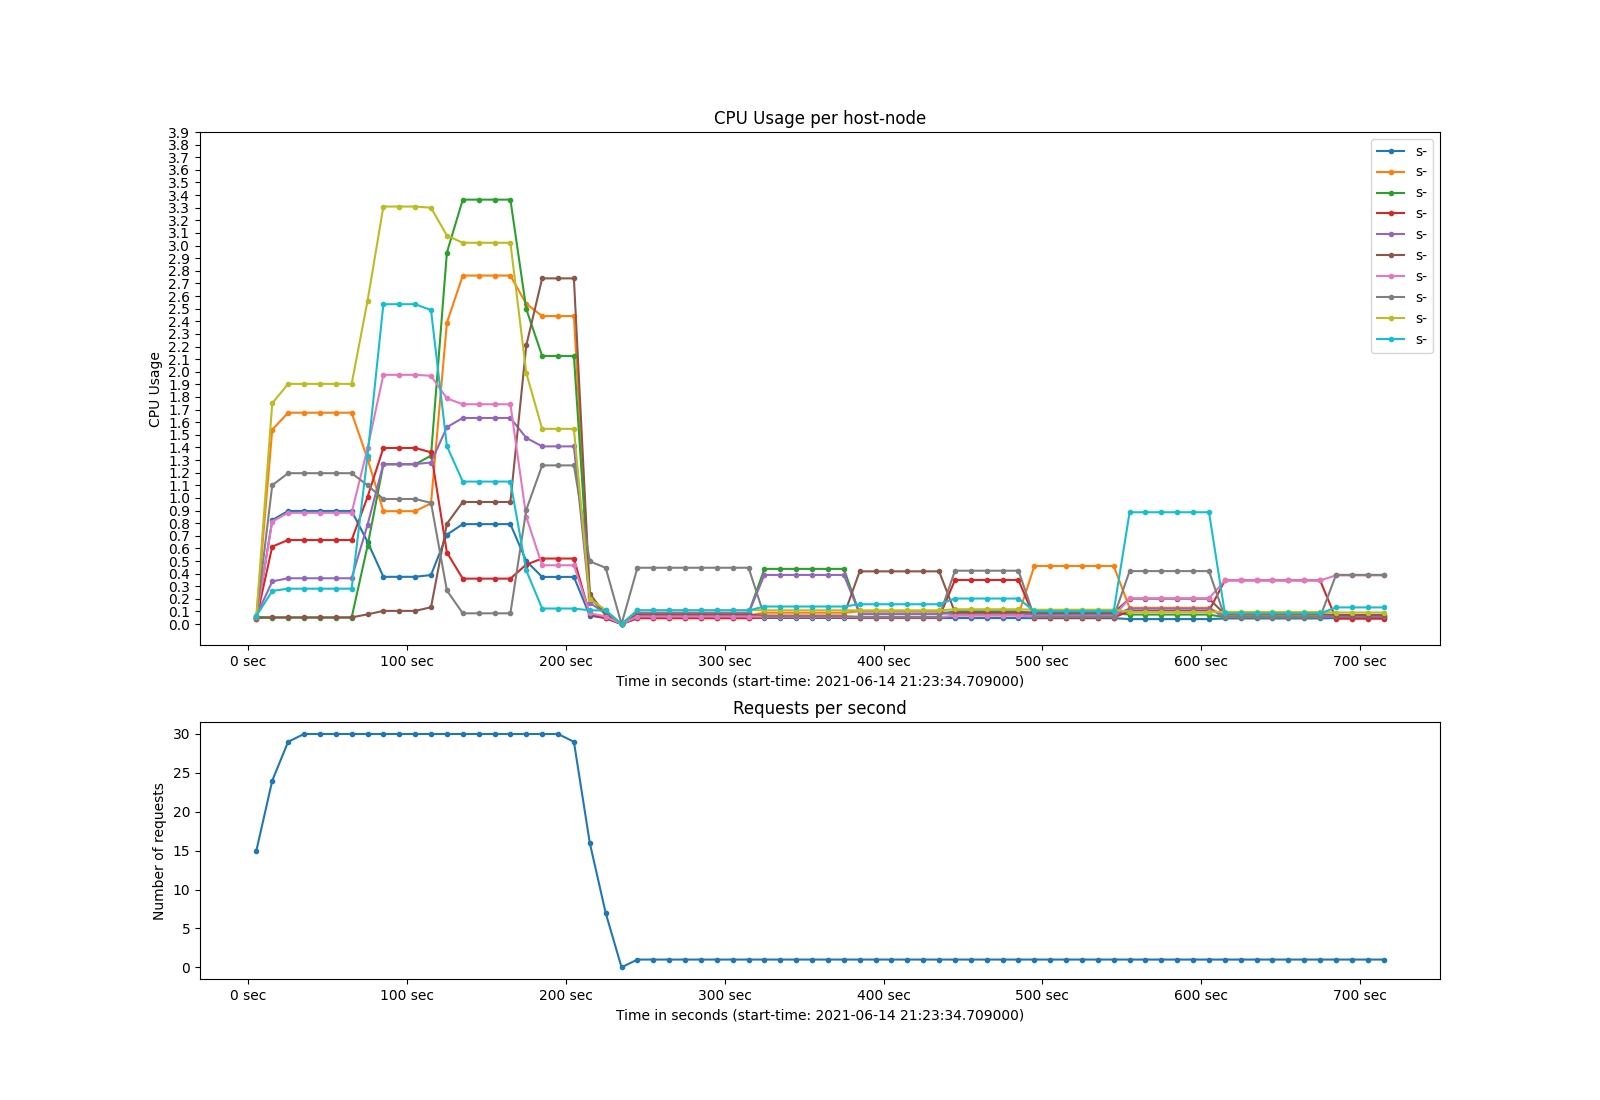 CPU Usage per host-node
3.9
3.8
3.7
3.6
3.5
3.4
3.3
3.2
3.1
3.0
2.9
2.8
2.7
2.6
2.5
2.4
2.3
2.2
2.1
2.0
1.9
1.8
1.7
1.6
1.5
1.4
1.3
1.2
1.1
1.0
0.9
0.8
0.7
0.6
0.5
0.4
0.3
0.2
0.1
0.0
CPU Usage
s-
s-
s-
s-
s-
s-
s-
s-
s-
s-
0 sec 100 sec 200 sec 300 sec 400 sec 500 sec 600 sec 700 sec
Time in seconds (start-time: 2021-06-14 21:23:34.709000)
Requests per second
30
25
20
15
10
5
0
Number of requests
0 sec 100 sec 200 sec 300 sec 400 sec 500 sec 600 sec 700 sec
Time in seconds (start-time: 2021-06-14 21:23:34.709000)